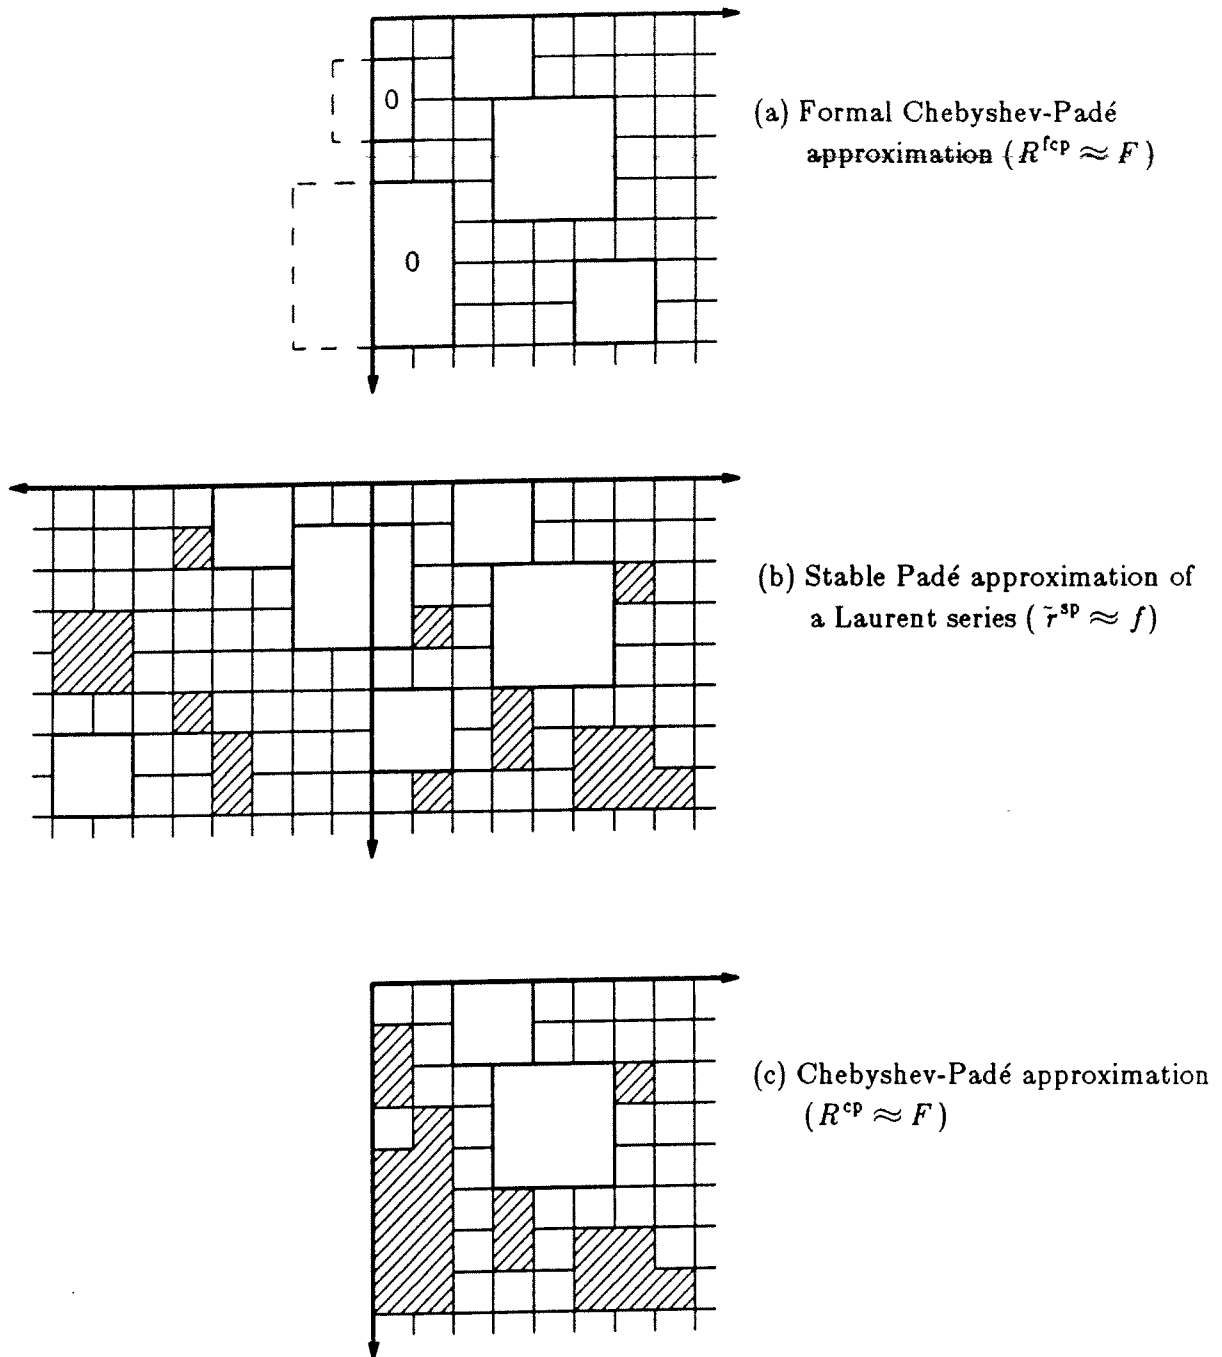 0
0
(a) Formal Chebyshev-Padé
approximation ( R^fcp ≈ F )
(b) Stable Padé approximation of
a Laurent series ( r̃^sp ≈ f )
(c) Chebyshev-Padé approximation
( R^cp ≈ F )